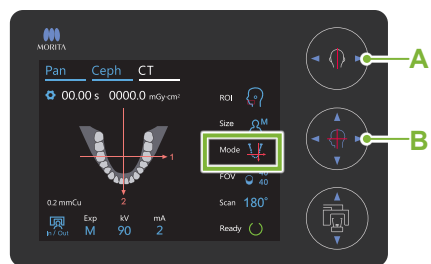 MORITA
Pan Ceph CT
00.00 s 0000.0 mGy·cm²
ROI
Size M
Mode
1
FOV 40
40
2
Scan 180°
0.2 mmCu
Exp kV mA
In / Out M 90 2
Ready
A
B